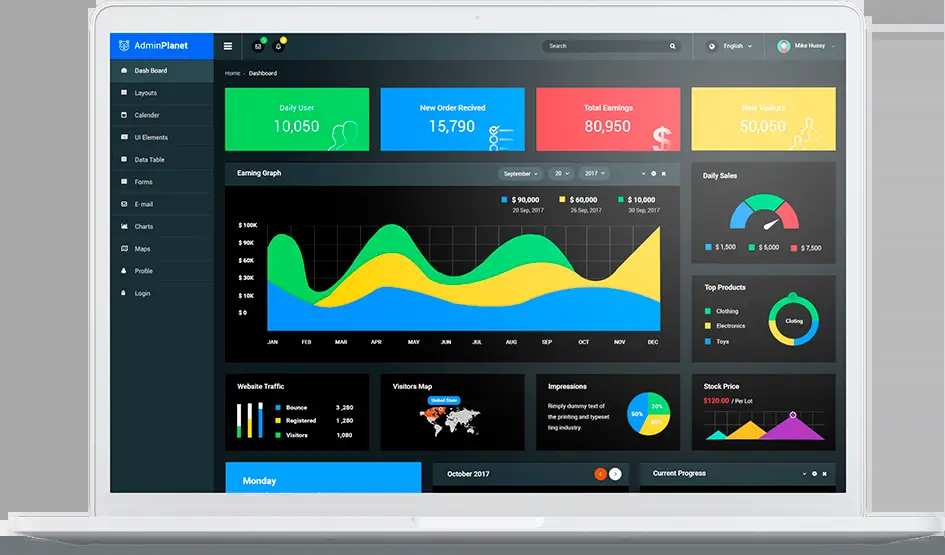 AdminPlanet
Search
English
Mike Hussy
Dash Board
Layouts
Calender
UI Elements
Data Table
Forms
E-mail
Charts
Maps
Profile
Login
Home - Dashboard
Daily User
10,050
New Order Recived
15,790
Total Earnings
80,950
New Visitors
50,050
Earning Graph
September
20
2017
$ 90,000
20 Sep, 2017
$ 60,000
26 Sep, 2017
$ 10,000
30 Sep, 2017
$ 100K
$ 90K
$ 60K
$ 30K
$ 10K
$ 0
JAN FEB MAR APR MAY JUN JUL AUG SEP OCT NOV DEC
Daily Sales
$ 1,500 $ 5,000 $ 7,500
Top Products
Clothing
Electronics
Toys
Cloting
Website Traffic
Bounce 3 ,280
Registered 1 ,280
Visitors 1,080
Visitors Map
United State
Impressions
Rimply dummy text of
the printing and typeset
ting industry.
50%
20%
Stock Price
$120.00 / Per Lot
Monday
October 2017
Current Progress